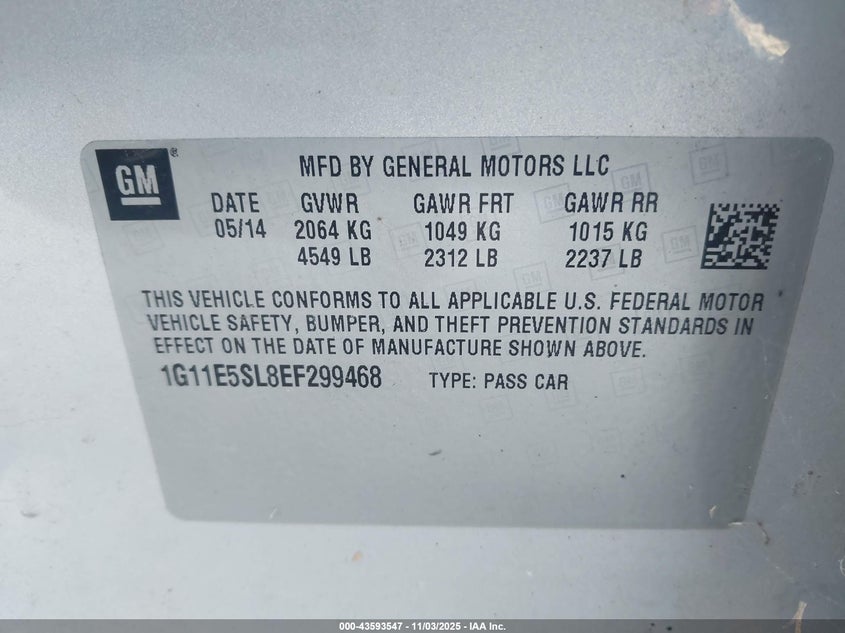 GM®
MFD BY GENERAL MOTORS LLC
DATE GVWR GAWR FRT GAWR RR
05/14 2064 KG 1049 KG 1015 KG
4549 LB 2312 LB 2237 LB
THIS VEHICLE CONFORMS TO ALL APPLICABLE U.S. FEDERAL MOTOR
VEHICLE SAFETY, BUMPER, AND THEFT PREVENTION STANDARDS IN
EFFECT ON THE DATE OF MANUFACTURE SHOWN ABOVE.
1G11E5SL8EF299468 TYPE: PASS CAR
000-43593547 - 11/03/2025 - IAA Inc.